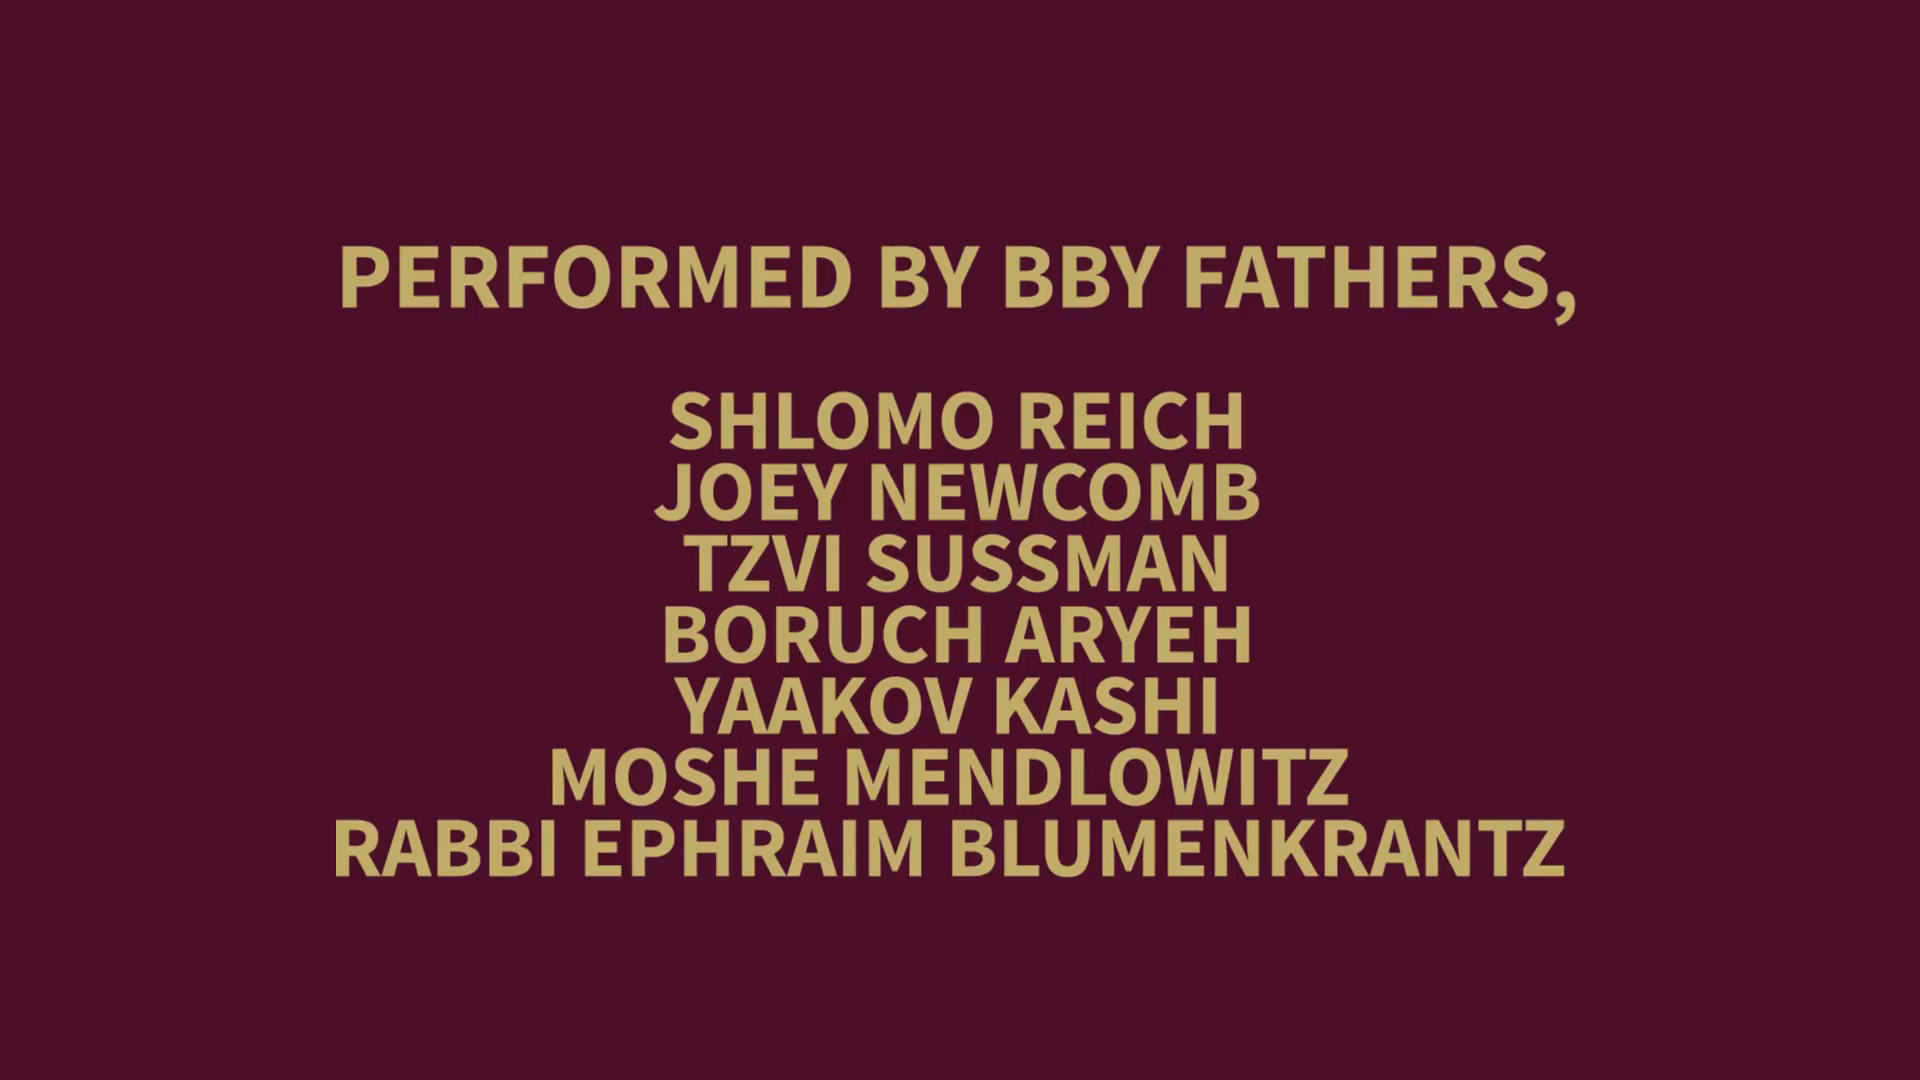 PERFORMED BY BBY FATHERS,
SHLOMO REICH
JOEY NEWCOMB
TZVI SUSSMAN
BORUCH ARYEH
YAAKOV KASHI
MOSHE MENDLOWITZ
RABBI EPHRAIM BLUMENKRANTZ